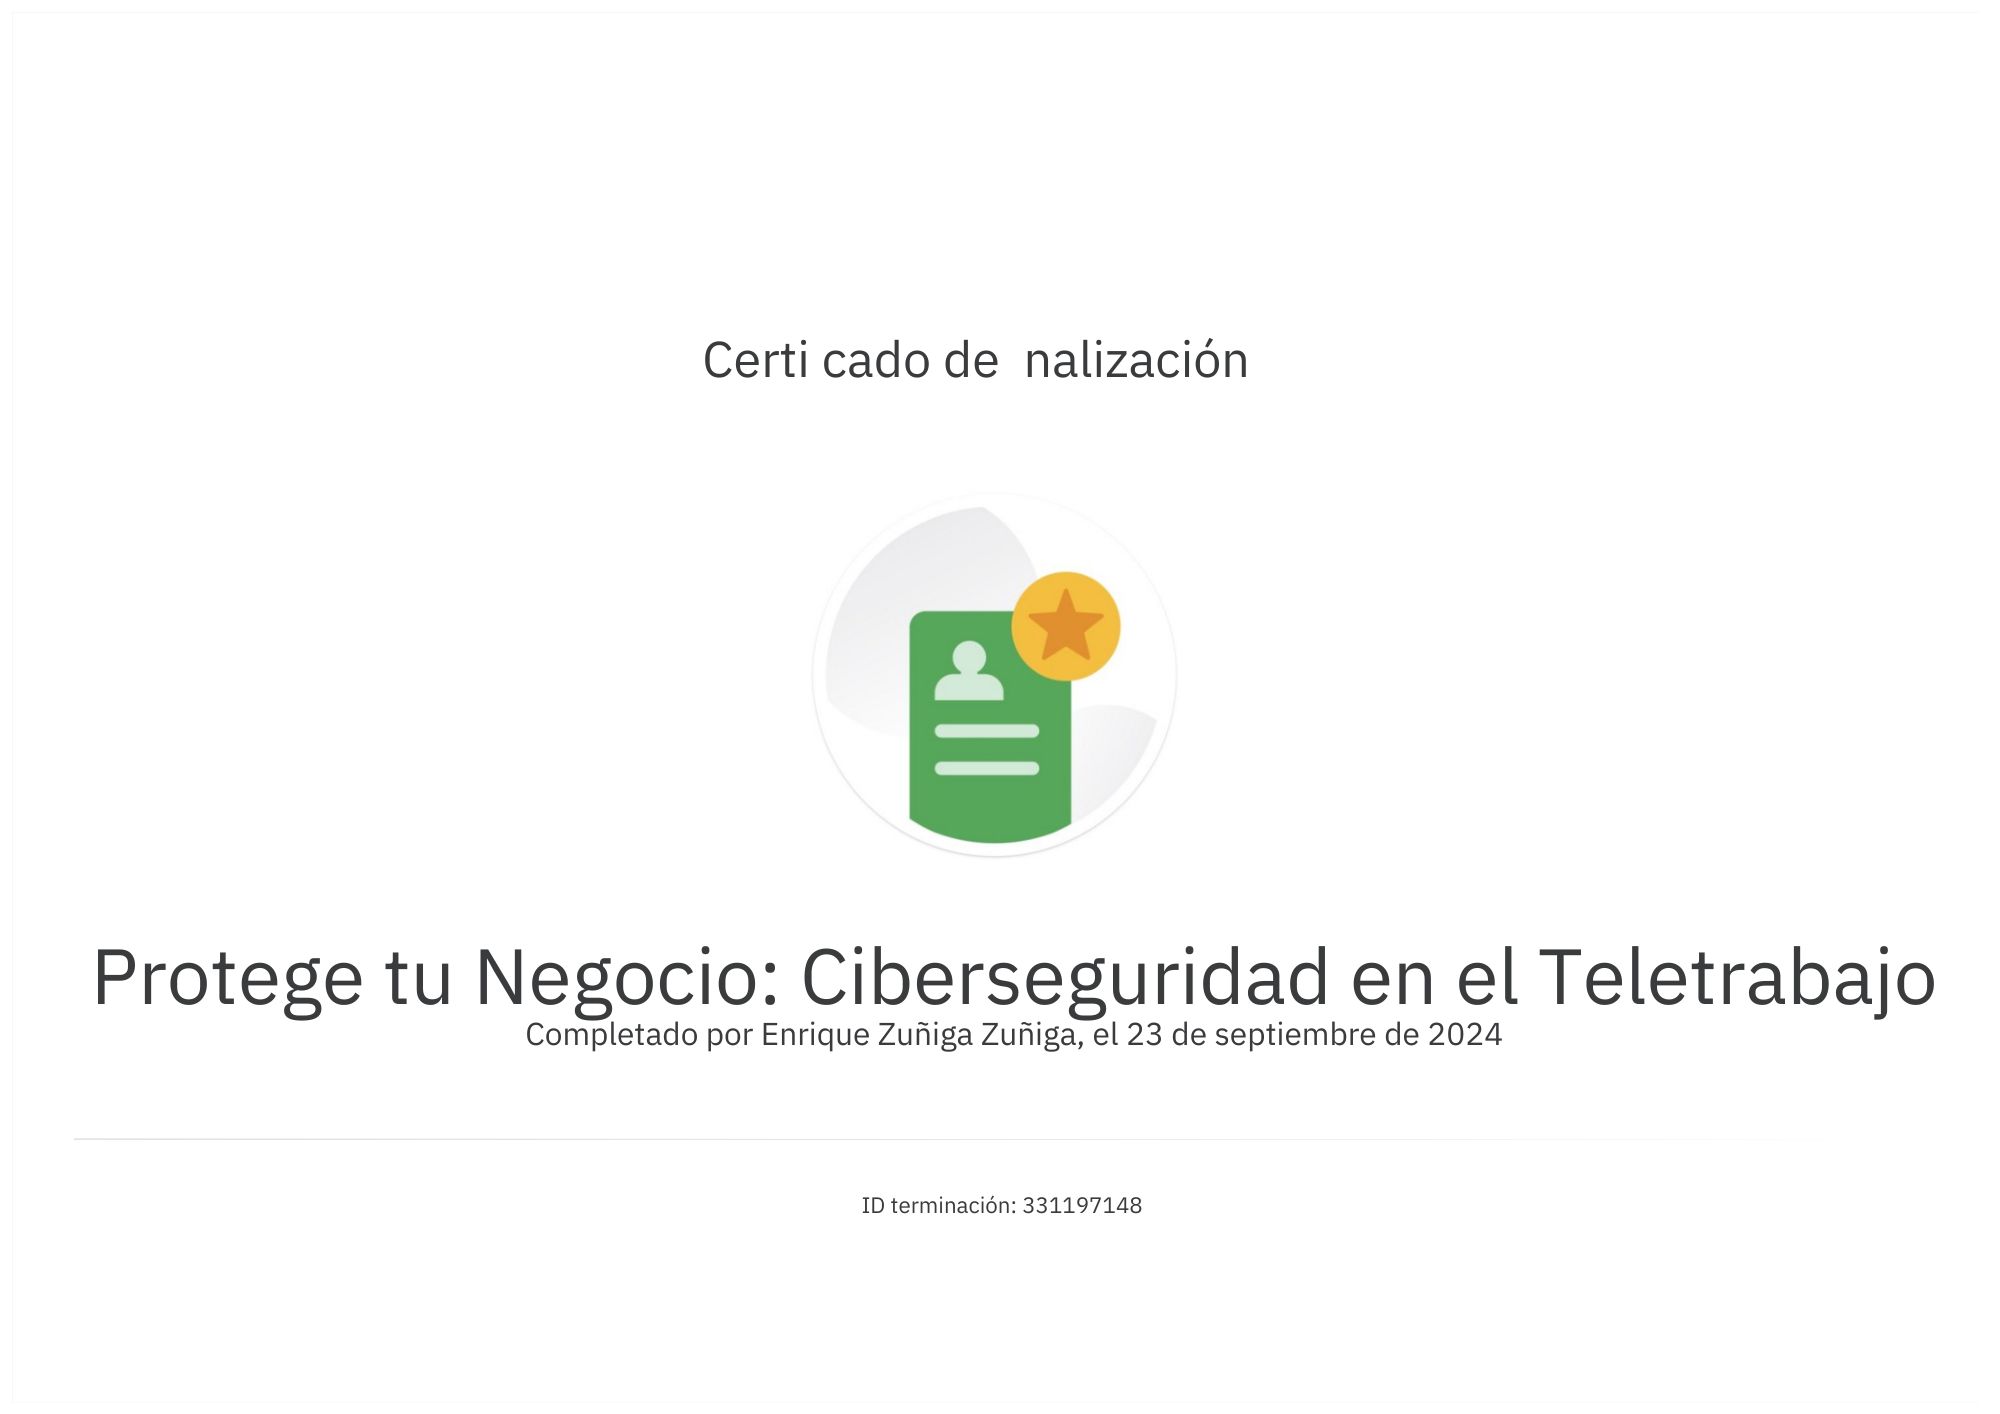 Certi cado de  nalización
Protege tu Negocio: Ciberseguridad en el Teletrabajo
Completado por Enrique Zuñiga Zuñiga, el 23 de septiembre de 2024
ID terminación: 331197148